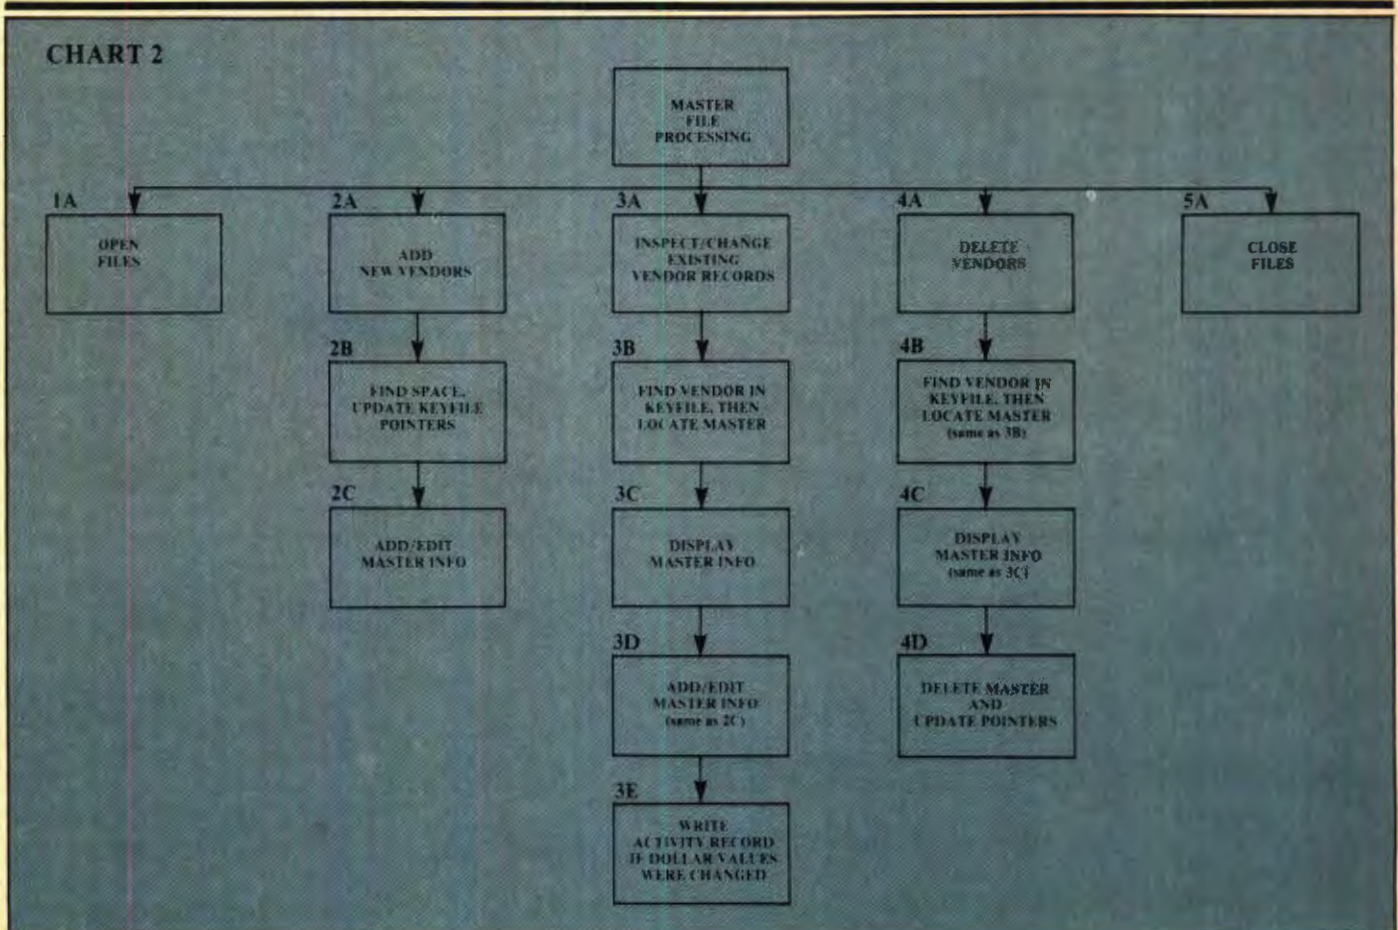 CHART 2
MASTER
FILE
PROCESSING
1A
OPEN
FILES
2A
ADD
NEW VENDORS
3A
INSPECT/CHANGE
EXISTING
VENDOR RECORDS
4A
DELETE
VENDORS
5A
CLOSE
FILES
2B
FIND SPACE,
UPDATE KEYFILE
POINTERS
3B
FIND VENDOR IN
KEYFILE, THEN
LOCATE MASTER
4B
FIND VENDOR IN
KEYFILE, THEN
LOCATE MASTER
(same as 3B)
2C
ADD/EDIT
MASTER INFO
3C
DISPLAY
MASTER INFO
4C
DISPLAY
MASTER INFO
(same as 3C)
3D
ADD/EDIT
MASTER INFO
(same as 2C)
4D
DELETE MASTER
AND
UPDATE POINTERS
3E
WRITE
ACTIVITY RECORD
IF DOLLAR VALUES
WERE CHANGED